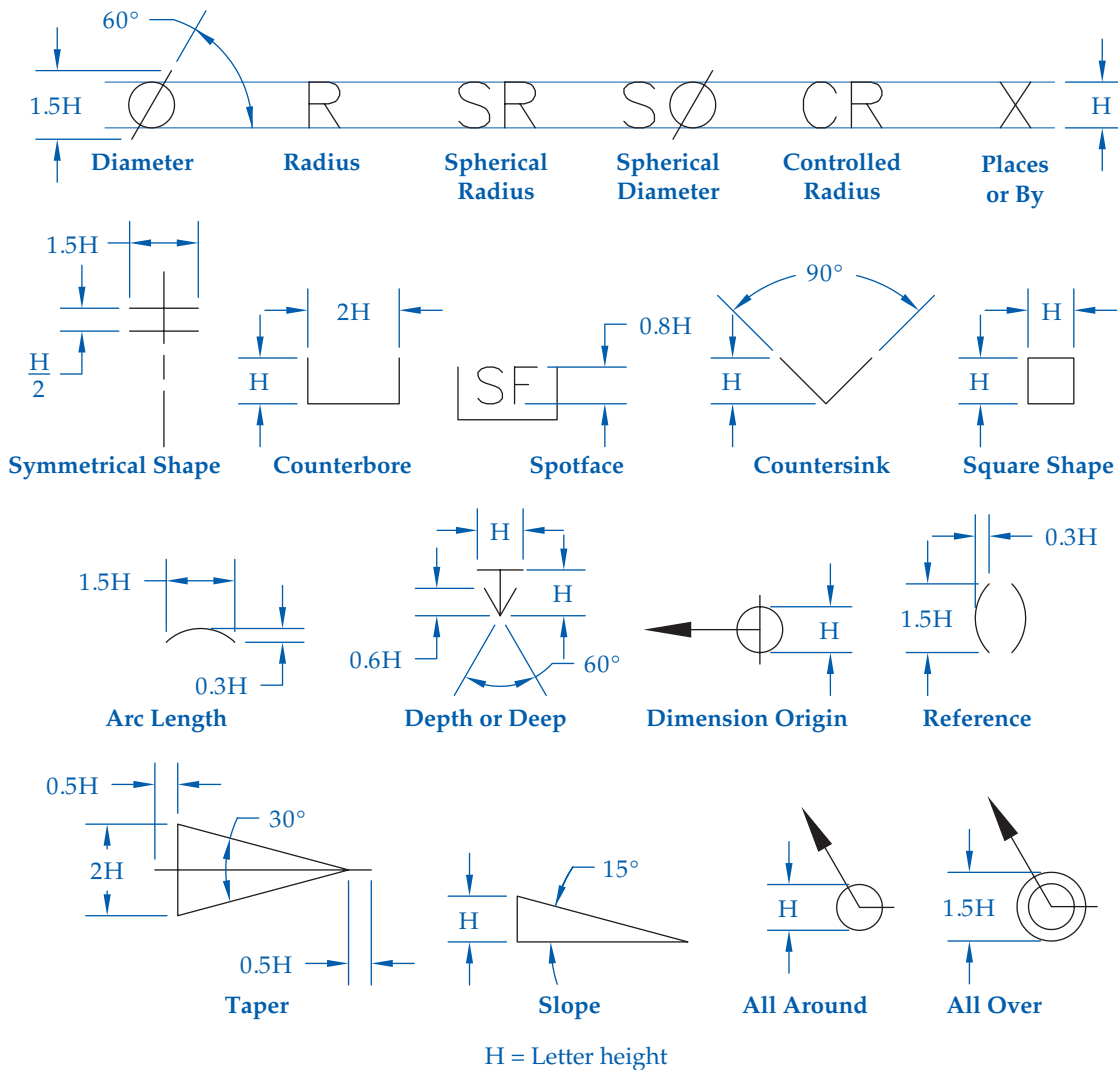 60°
1.5H
Ø R SR SØ CR X
H
Diameter Radius Spherical Radius Spherical Diameter Controlled Radius Places or By
1.5H
H/2
2H
H
SF
0.8H
90°
H
H
H
Symmetrical Shape Counterbore Spotface Countersink Square Shape
1.5H
0.3H
H
H
0.6H
60°
H
0.3H
1.5H
Arc Length Depth or Deep Dimension Origin Reference
0.5H
30°
2H
0.5H
15°
H
H
1.5H
Taper Slope All Around All Over
H = Letter height